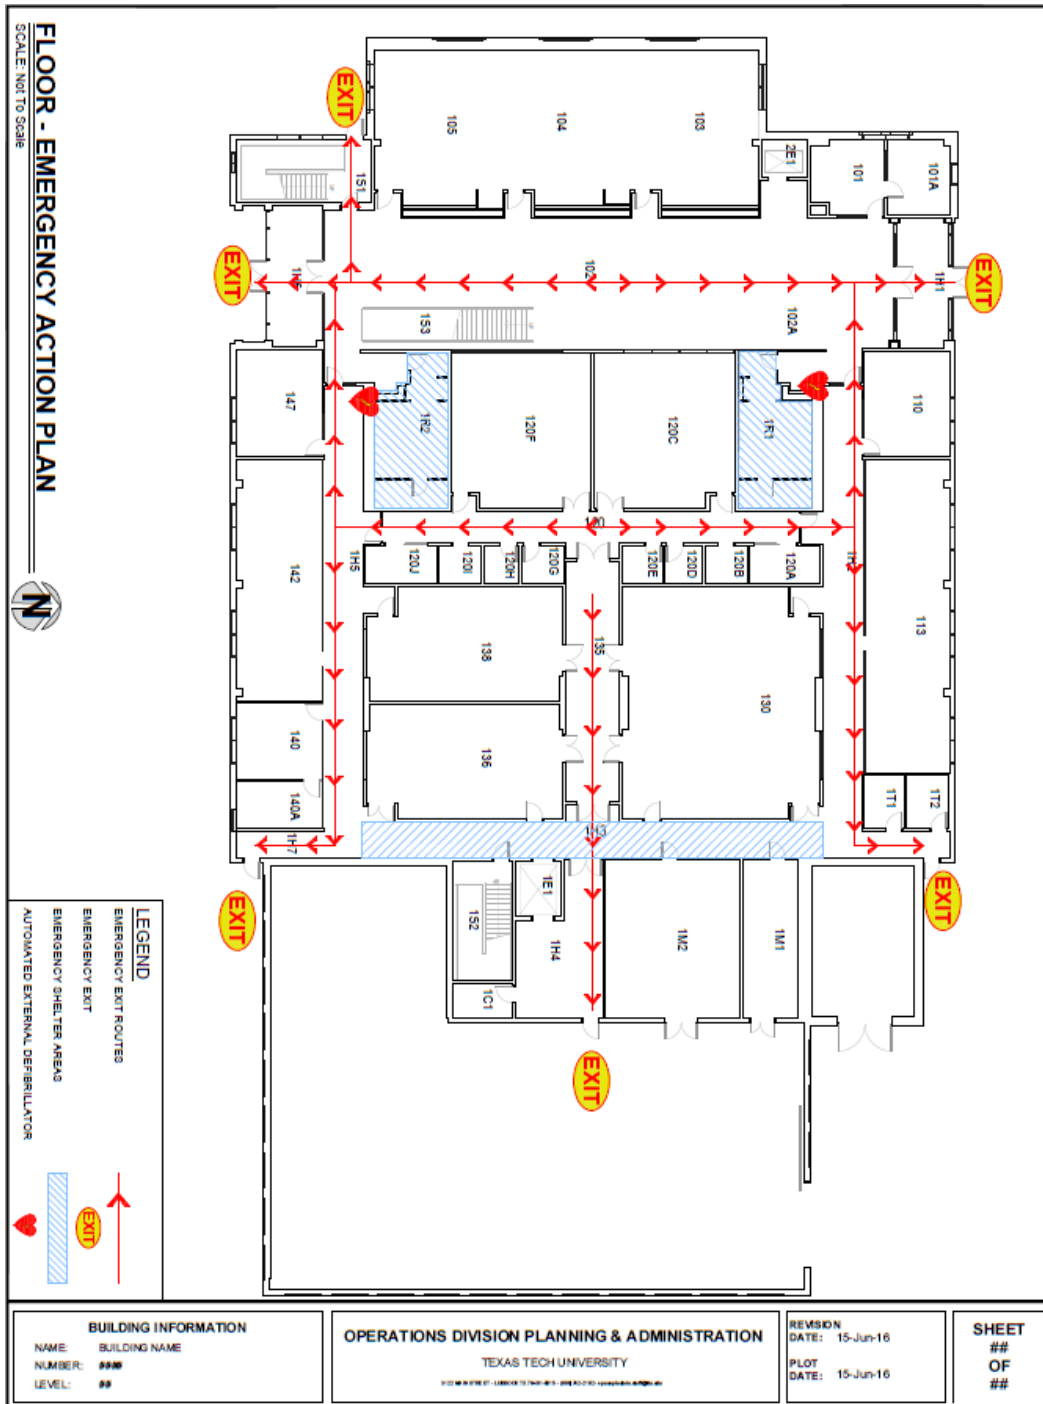 FLOOR - EMERGENCY ACTION PLAN
SCALE: Not To Scale
N
EXIT
EXIT
EXIT
EXIT
EXIT
EXIT
105
104
103
2E1
101
101A
151
102
1H1
153
102A
147
1R2
120F
120C
1R1
110
142
1H5
120J
120I
120H
120G
120E
120D
120B
120A
113
138
135
130
140
136
140A
1H7
1T1
1T2
152
1E1
1H4
1C1
1M2
1M1
LEGEND
EMERGENCY EXIT ROUTES
EMERGENCY EXIT
EXIT
EMERGENCY SHELTER AREAS
AUTOMATED EXTERNAL DEFIBRILLATOR
BUILDING INFORMATION
NAME: BUILDING NAME
NUMBER: ####
LEVEL: ##
OPERATIONS DIVISION PLANNING & ADMINISTRATION
TEXAS TECH UNIVERSITY
REVISION
DATE: 15-Jun-16
PLOT
DATE: 15-Jun-16
SHEET
##
OF
##